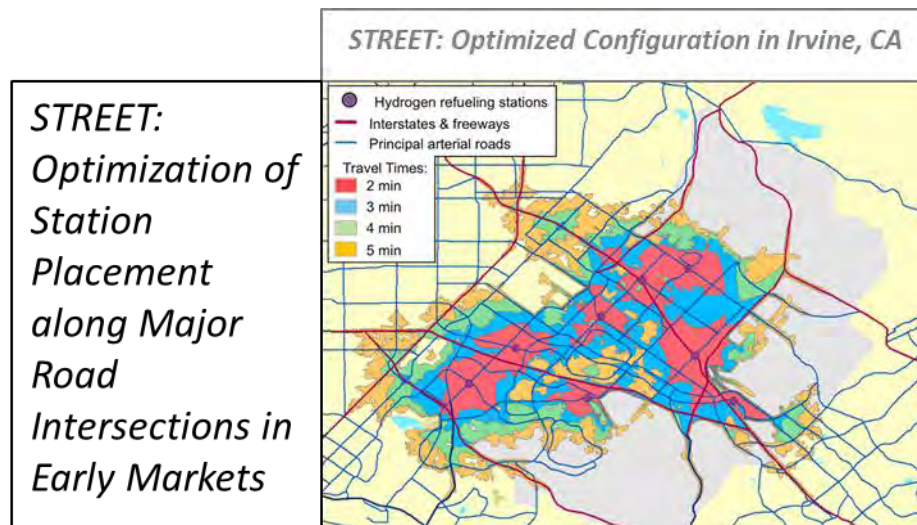 STREET: Optimized Configuration in Irvine, CA
STREET:
Optimization of
Station
Placement
along Major
Road
Intersections in
Early Markets
Hydrogen refueling stations
Interstates & freeways
Principal arterial roads
Travel Times:
2 min
3 min
4 min
5 min